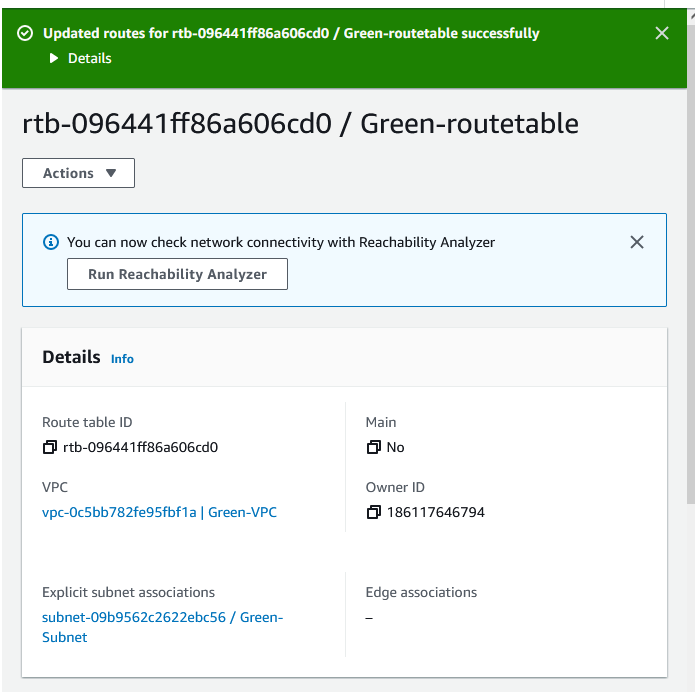 Updated routes for rtb-096441ff86a606cd0 / Green-routetable successfully
Details
rtb-096441ff86a606cd0 / Green-routetable
Actions
You can now check network connectivity with Reachability Analyzer
Run Reachability Analyzer
Details Info
Route table ID
rtb-096441ff86a606cd0
Main
No
VPC
vpc-0c5bb782fe95fbf1a | Green-VPC
Owner ID
186117646794
Explicit subnet associations
subnet-09b9562c2622ebc56 / Green-
Subnet
Edge associations
–